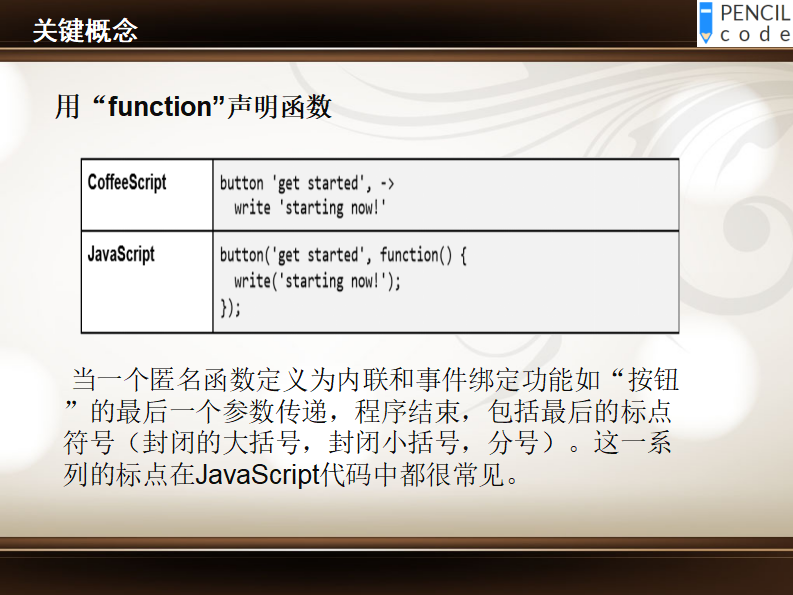 关键概念
PENCIL
code
用“function”声明函数
CoffeeScript
button 'get started', ->
write 'starting now!'
JavaScript
button('get started', function() {
write('starting now!');
});
当一个匿名函数定义为内联和事件绑定功能如“按钮
”的最后一个参数传递，程序结束，包括最后的标点
符号（封闭的大括号，封闭小括号，分号）。这一系
列的标点在JavaScript代码中都很常见。